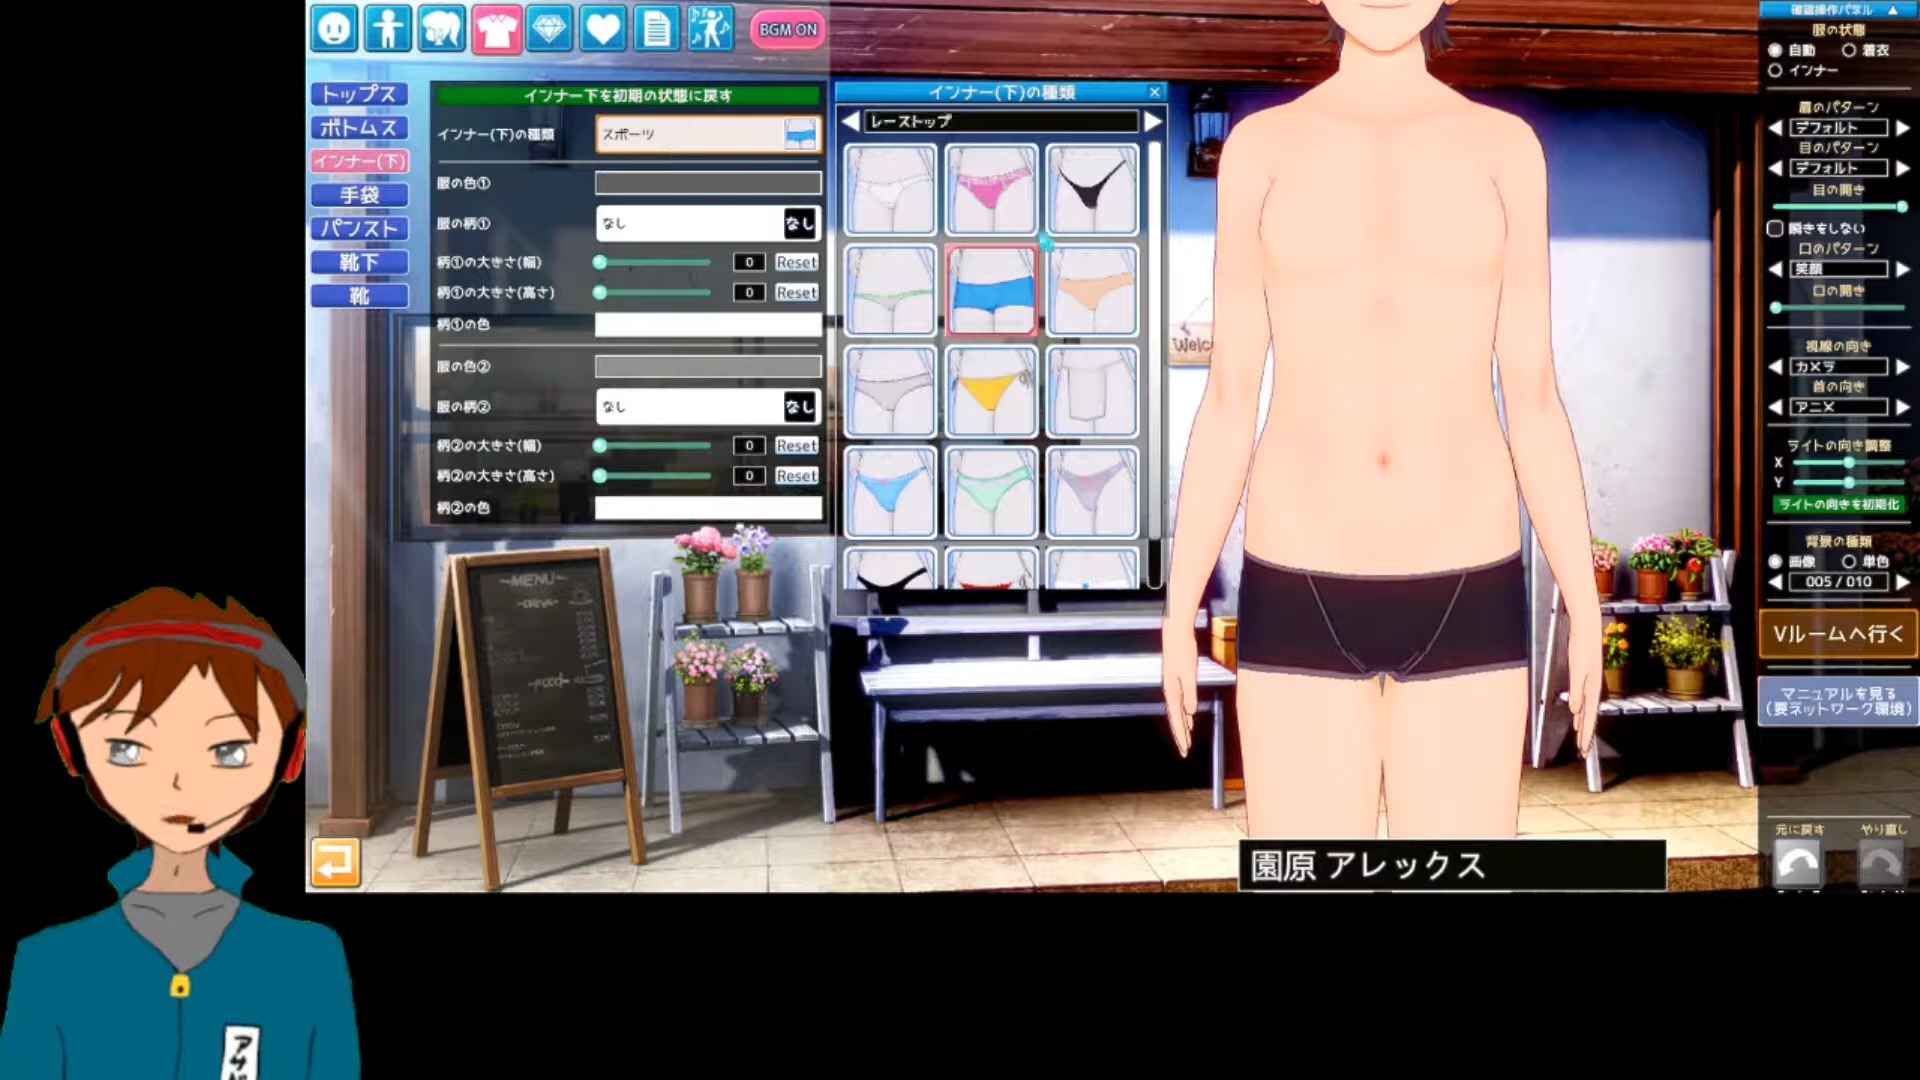 BGM ON
トップス
ボトムス
インナー(下)
手袋
パンスト
靴下
靴
インナー下を初期の状態に戻す
インナー(下)の種類
スポーツ
服の色①
服の柄①
なし
なし
柄①の大きさ(幅)
0
Reset
柄①の大きさ(高さ)
0
Reset
柄①の色
服の色②
服の柄②
なし
なし
柄②の大きさ(幅)
0
Reset
柄②の大きさ(高さ)
0
Reset
柄②の色
インナー(下)の種類
レーストップ
Welc
MENU
園原 アレックス
確認操作パネル ▲
服の状態
自動
着衣
インナー
眉のパターン
デフォルト
目のパターン
デフォルト
目の開き
瞬きをしない
口のパターン
笑顔
口の開き
視線の向き
カメラ
首の向き
アニメ
ライトの向き調整
X
Y
ライトの向きを初期化
背景の種類
画像
単色
005 / 010
Vルームへ行く
マニュアルを見る
(要ネットワーク環境)
元に戻す
やり直し